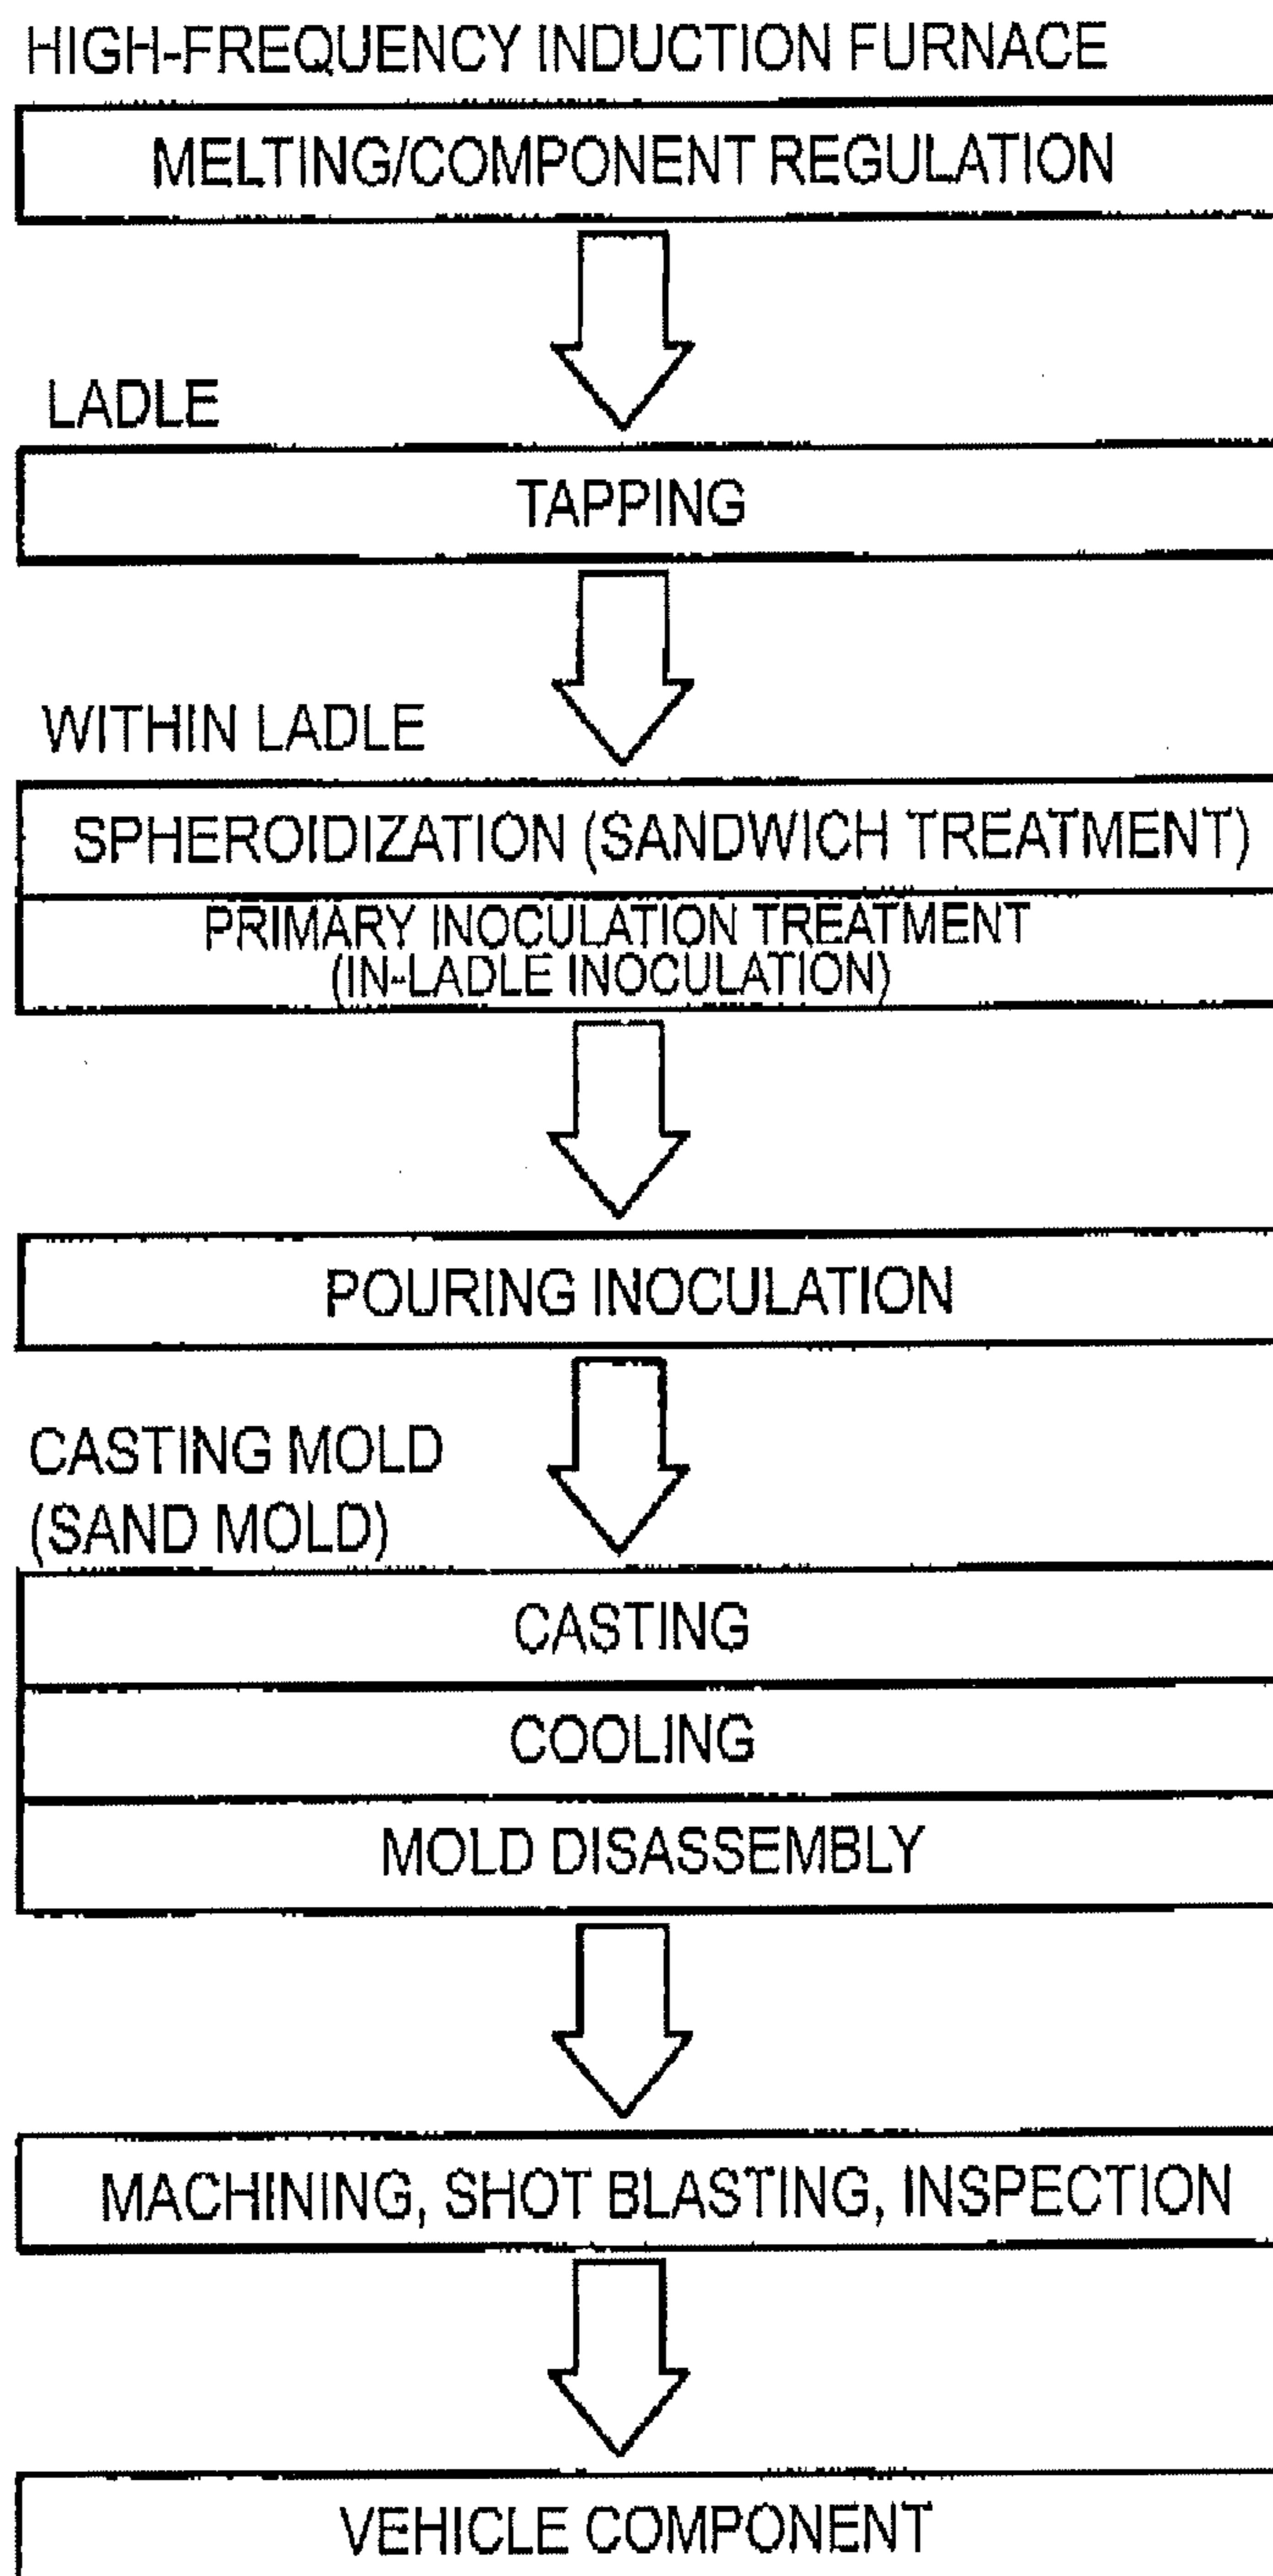 HIGH-FREQUENCY INDUCTION FURNACE
MELTING/COMPONENT REGULATION
LADLE
TAPPING
WITHIN LADLE
SPHEROIDIZATION (SANDWICH TREATMENT)
PRIMARY INOCULATION TREATMENT
(IN-LADLE INOCULATION)
POURING INOCULATION
CASTING MOLD
(SAND MOLD)
CASTING
COOLING
MOLD DISASSEMBLY
MACHINING, SHOT BLASTING, INSPECTION
VEHICLE COMPONENT